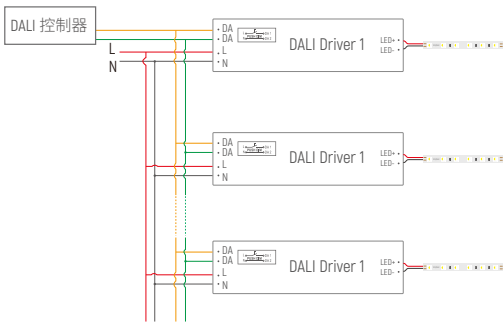 DALI 控制器
L
N
DA
DA
L
N
DALI Driver 1
LED+
LED-
DA
DA
L
N
DALI Driver 1
LED+
LED-
DA
DA
L
N
DALI Driver 1
LED+
LED-